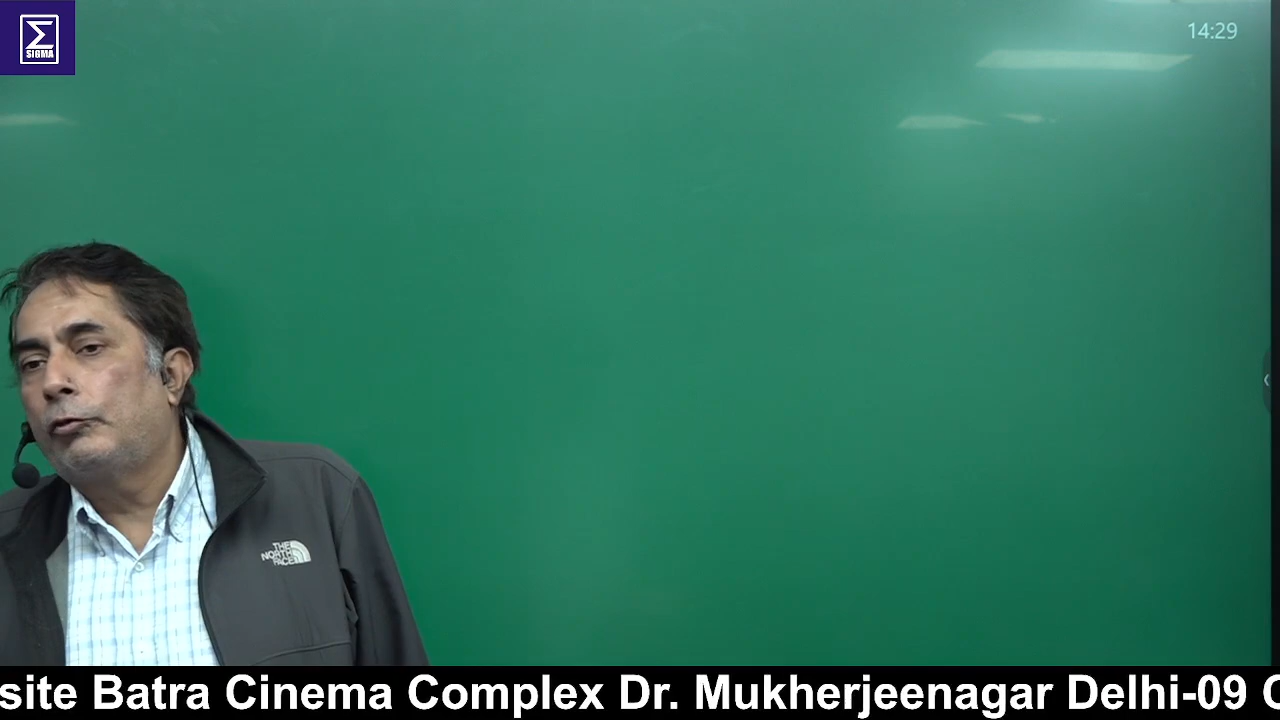 SIGMA
14:29
THE
NORTH
FACE
site Batra Cinema Complex Dr. Mukherjeenagar Delhi-09